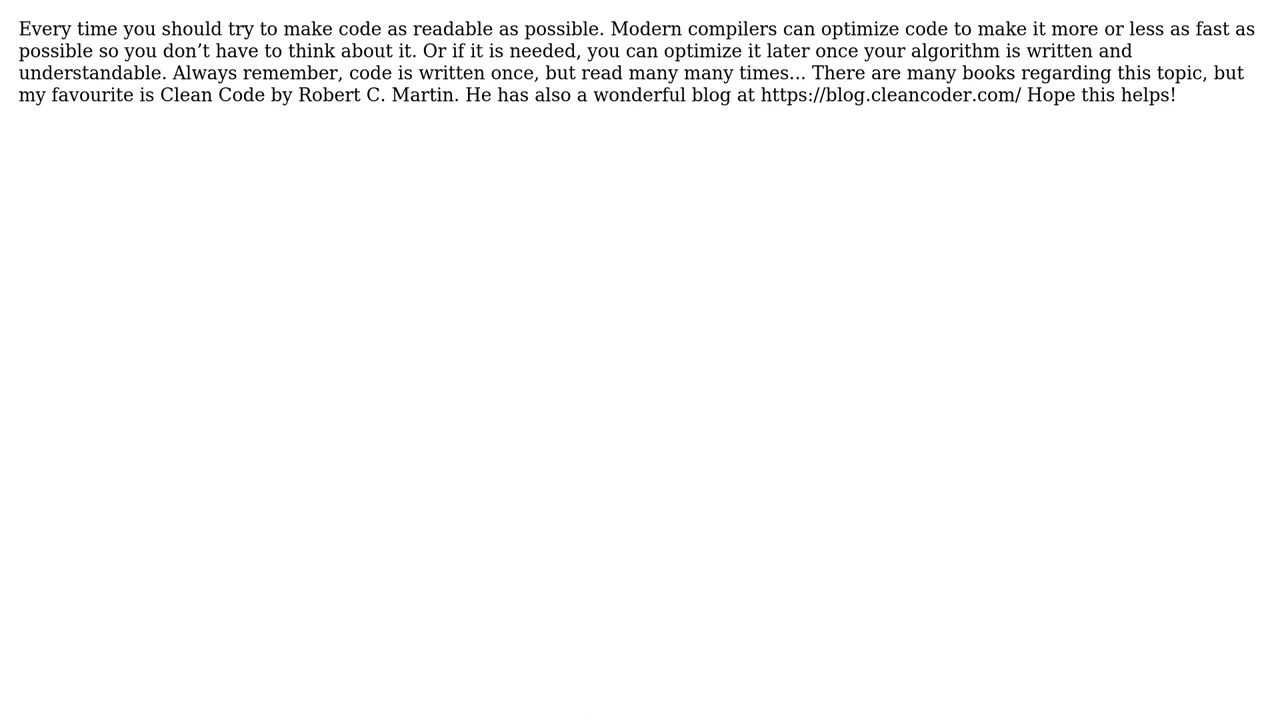 Every time you should try to make code as readable as possible. Modern compilers can optimize code to make it more or less as fast as
possible so you don’t have to think about it. Or if it is needed, you can optimize it later once your algorithm is written and
understandable. Always remember, code is written once, but read many many times... There are many books regarding this topic, but
my favourite is Clean Code by Robert C. Martin. He has also a wonderful blog at https://blog.cleancoder.com/ Hope this helps!